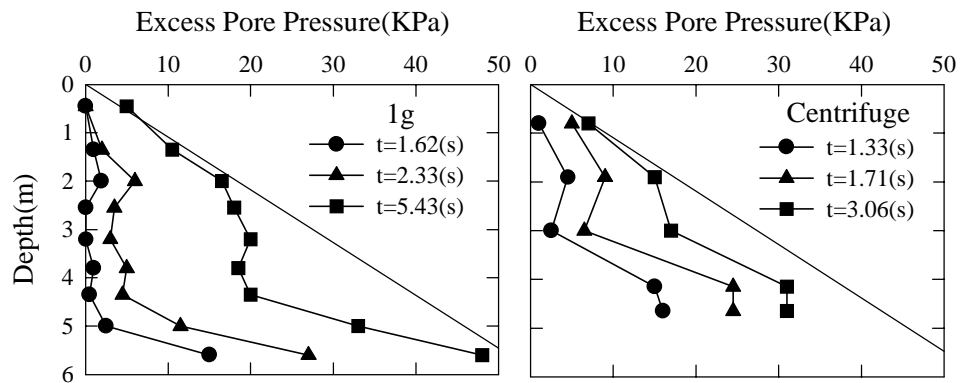 Excess Pore Pressure(KPa)
0 10 20 30 40 50
0
1
2
3
4
5
6
Depth(m)
1g
t=1.62(s)
t=2.33(s)
t=5.43(s)
Excess Pore Pressure(KPa)
0 10 20 30 40 50
Centrifuge
t=1.33(s)
t=1.71(s)
t=3.06(s)